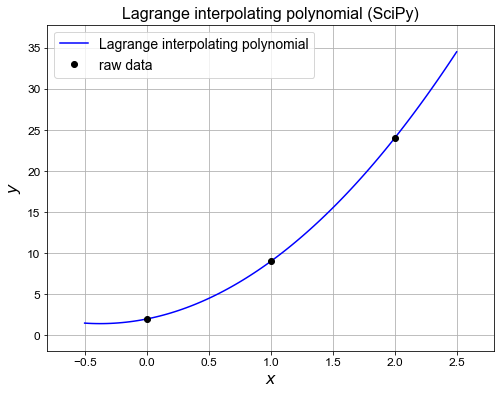 Lagrange interpolating polynomial (SciPy)
Lagrange interpolating polynomial
raw data
35
30
25
20
15
10
5
0
y
−0.5 0.0 0.5 1.0 1.5 2.0 2.5
x